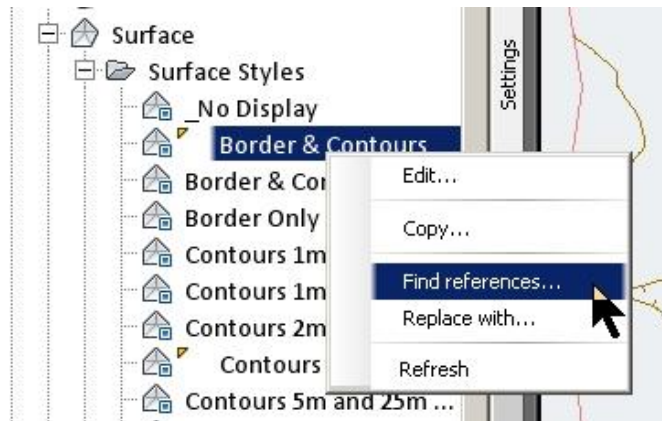 Surface
Surface Styles
_No Display
Border & Contours
Border & Co
Border Only
Contours 1m
Contours 1m
Contours 2m
Contours
Contours 5m and 25m ...
Edit...
Copy...
Find references...
Replace with...
Refresh
Settings